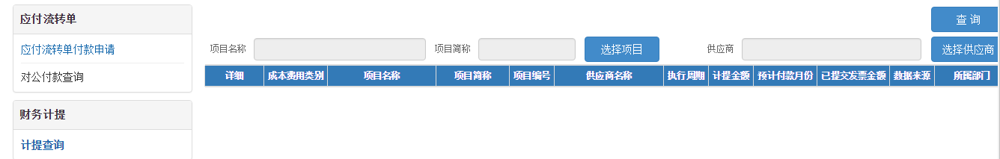 应付流转单
应付流转单付款申请
对公付款查询
财务计提
计提查询
查 询
项目名称 项目简称 选择项目 供应商 选择供应商
详细 成本费用类别 项目名称 项目简称 项目编号 供应商名称 执行周期 计提金额 预计付款月份 已提交发票金额 数据来源 所属部门